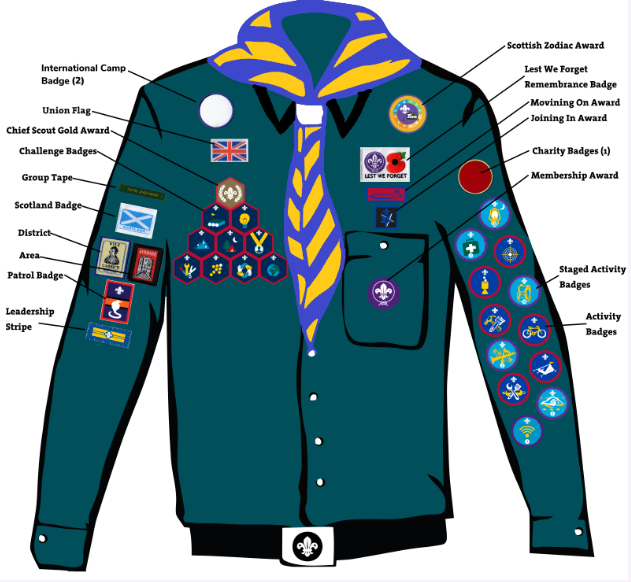 International Camp
Badge (2)
Union Flag
Chief Scout Gold Award
Challenge Badges
Group Tape
Scotland Badge
District
Area
Patrol Badge
Leadership
Stripe
Scottish Zodiac Award
Lest We Forget
Remembrance Badge
Movining On Award
Joining In Award
Charity Badges (1)
Membership Award
Staged Activity
Badges
Activity
Badges
LEST WE FORGET